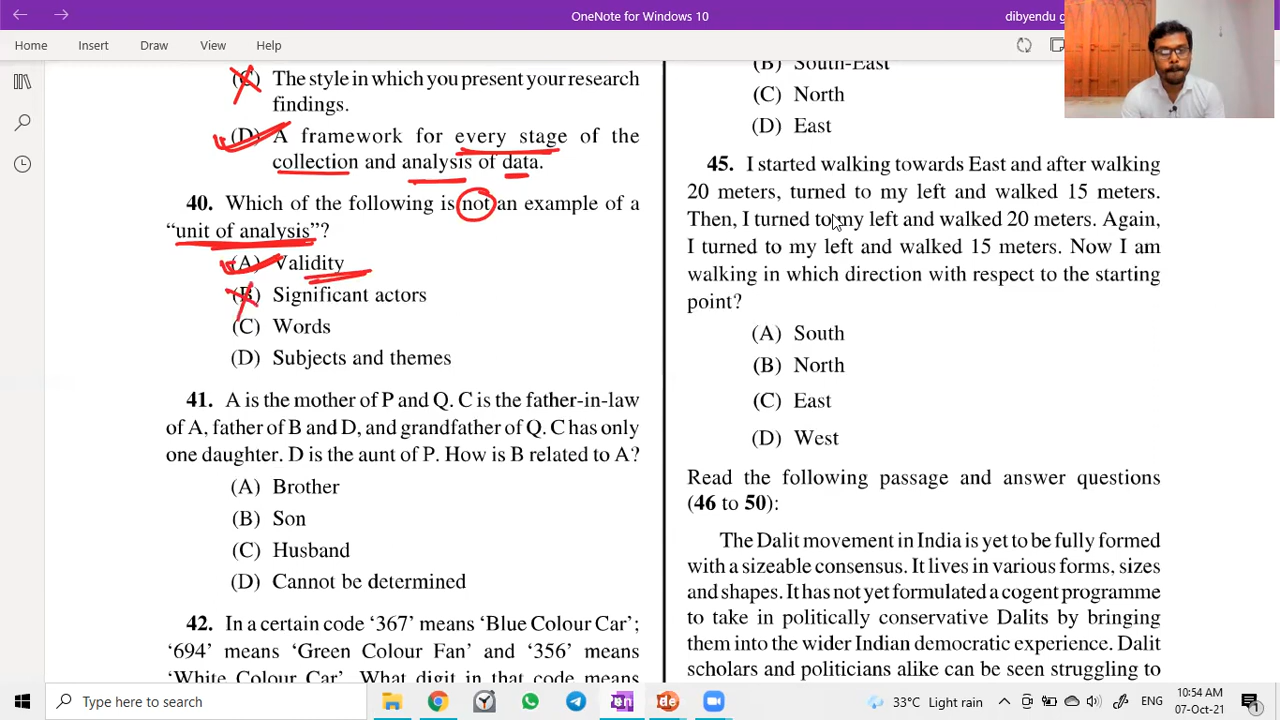 OneNote for Windows 10
dibyendu g
Home Insert Draw View Help
(C) The style in which you present your research
findings.
(D) A framework for every stage of the
collection and analysis of data.
40. Which of the following is not an example of a
“unit of analysis”?
(A) Validity
(B) Significant actors
(C) Words
(D) Subjects and themes
41. A is the mother of P and Q. C is the father-in-law
of A, father of B and D, and grandfather of Q. C has only
one daughter. D is the aunt of P. How is B related to A?
(A) Brother
(B) Son
(C) Husband
(D) Cannot be determined
42. In a certain code ‘367’ means ‘Blue Colour Car’;
‘694’ means ‘Green Colour Fan’ and ‘356’ means
‘White Colour Car’. What digit in that code means
(B) South-East
(C) North
(D) East
45. I started walking towards East and after walking
20 meters, turned to my left and walked 15 meters.
Then, I turned to my left and walked 20 meters. Again,
I turned to my left and walked 15 meters. Now I am
walking in which direction with respect to the starting
point?
(A) South
(B) North
(C) East
(D) West
Read the following passage and answer questions
(46 to 50):
The Dalit movement in India is yet to be fully formed
with a sizeable consensus. It lives in various forms, sizes
and shapes. It has not yet formulated a cogent programme
to take in politically conservative Dalits by bringing
them into the wider Indian democratic experience. Dalit
scholars and politicians alike can be seen struggling to
Type here to search
33°C Light rain
ENG
10:54 AM
07-Oct-21